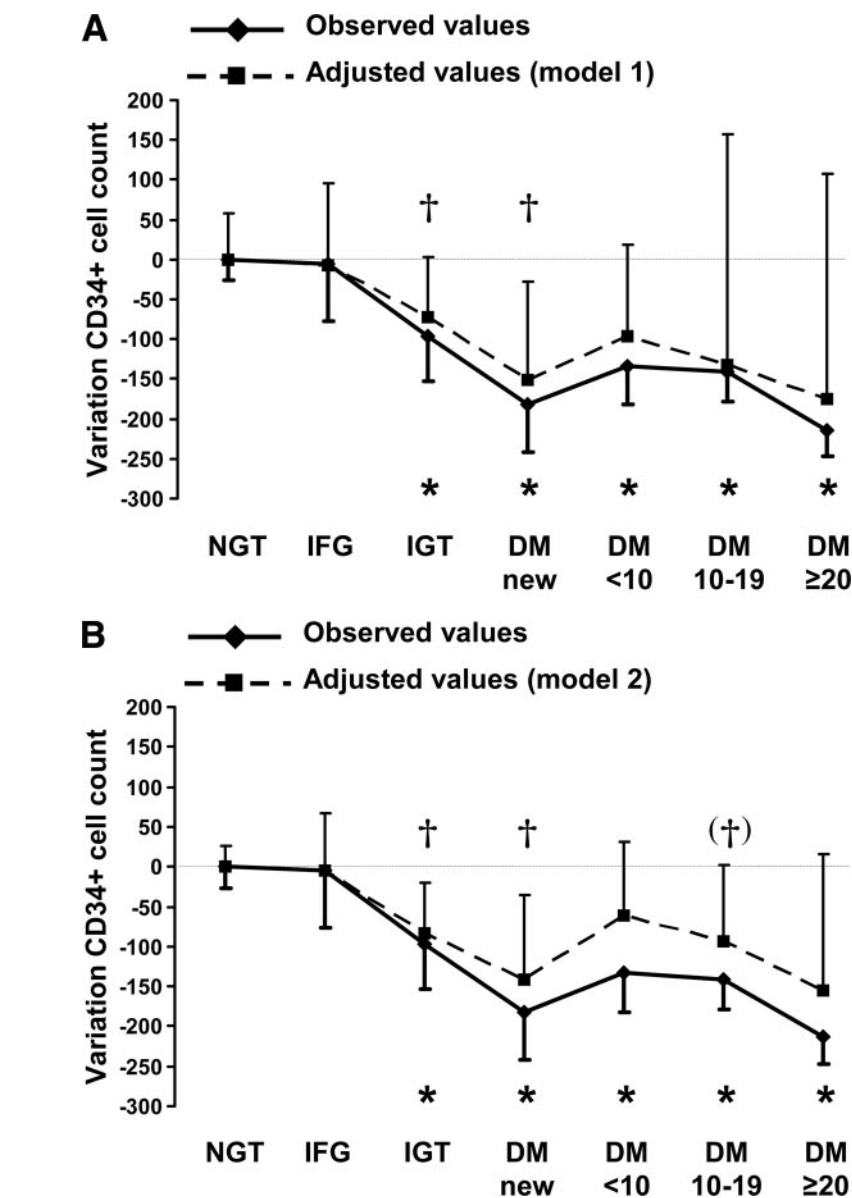 A
Observed values
Adjusted values (model 1)
Variation CD34+ cell count
200
150
100
50
0
-50
-100
-150
-200
-250
-300
† †
* * * * *
NGT IFG IGT DM DM DM DM
new <10 10-19 ≥20
B
Observed values
Adjusted values (model 2)
Variation CD34+ cell count
200
150
100
50
0
-50
-100
-150
-200
-250
-300
† † (†)
* * * * *
NGT IFG IGT DM DM DM DM
new <10 10-19 ≥20